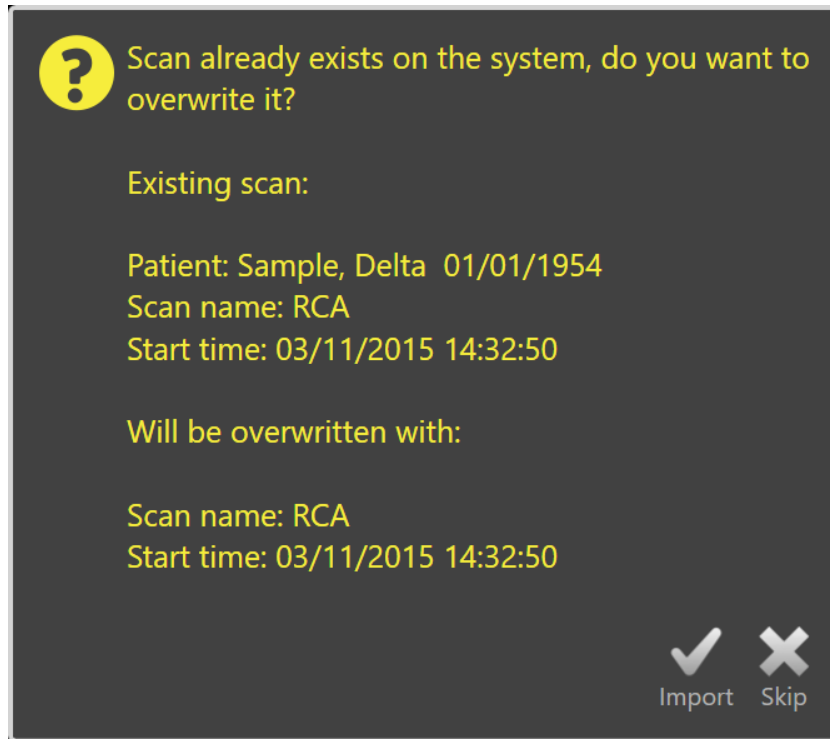 Scan already exists on the system, do you want to
overwrite it?
Existing scan:
Patient: Sample, Delta  01/01/1954
Scan name: RCA
Start time: 03/11/2015 14:32:50
Will be overwritten with:
Scan name: RCA
Start time: 03/11/2015 14:32:50
Import Skip